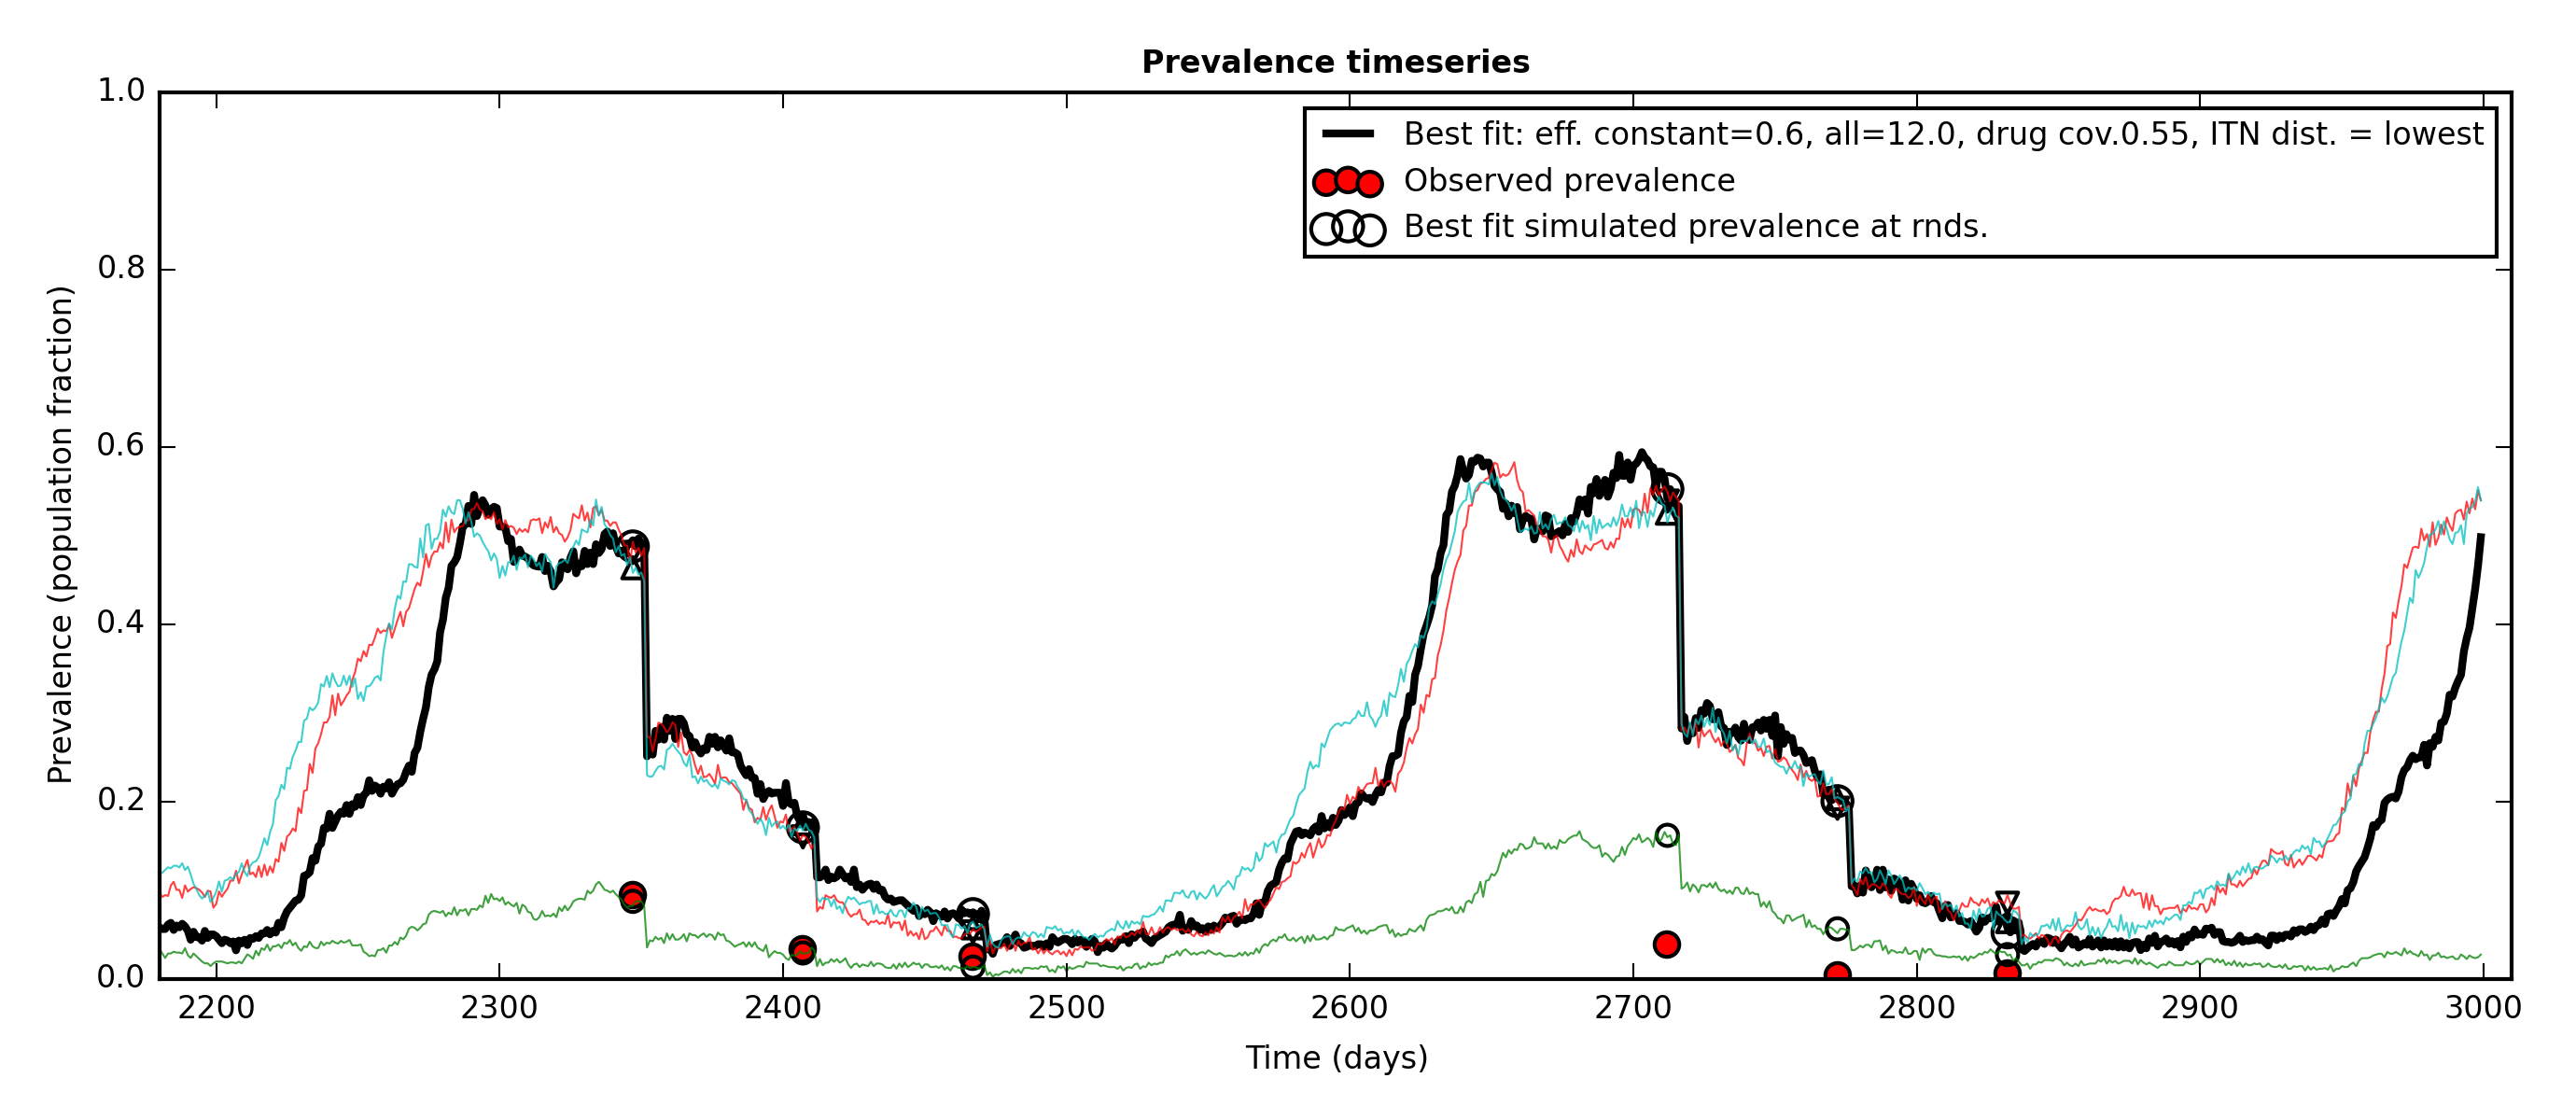 Prevalence timeseries
1.0
0.8
0.6
0.4
0.2
0.0
Prevalence (population fraction)
Best fit: eff. constant=0.6, all=12.0, drug cov.0.55, ITN dist. = lowest
Observed prevalence
Best fit simulated prevalence at rnds.
2200 2300 2400 2500 2600 2700 2800 2900 3000
Time (days)